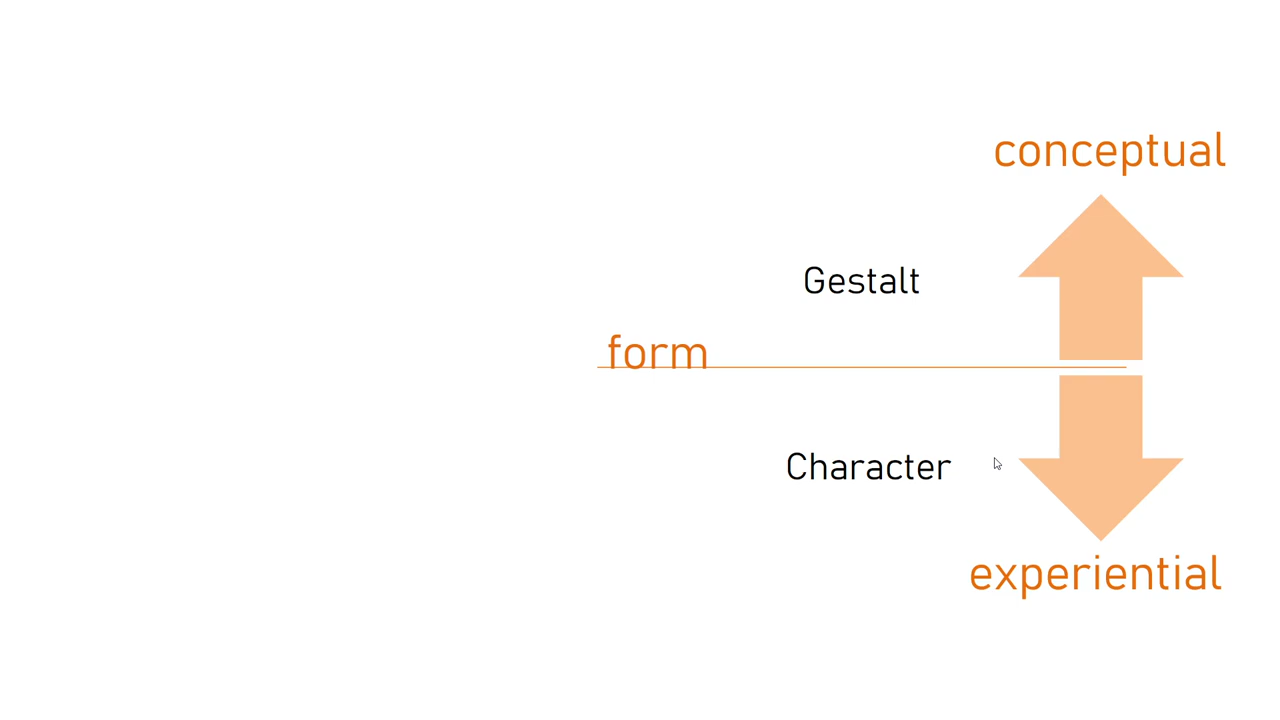 conceptual
Gestalt
form
Character
experiential